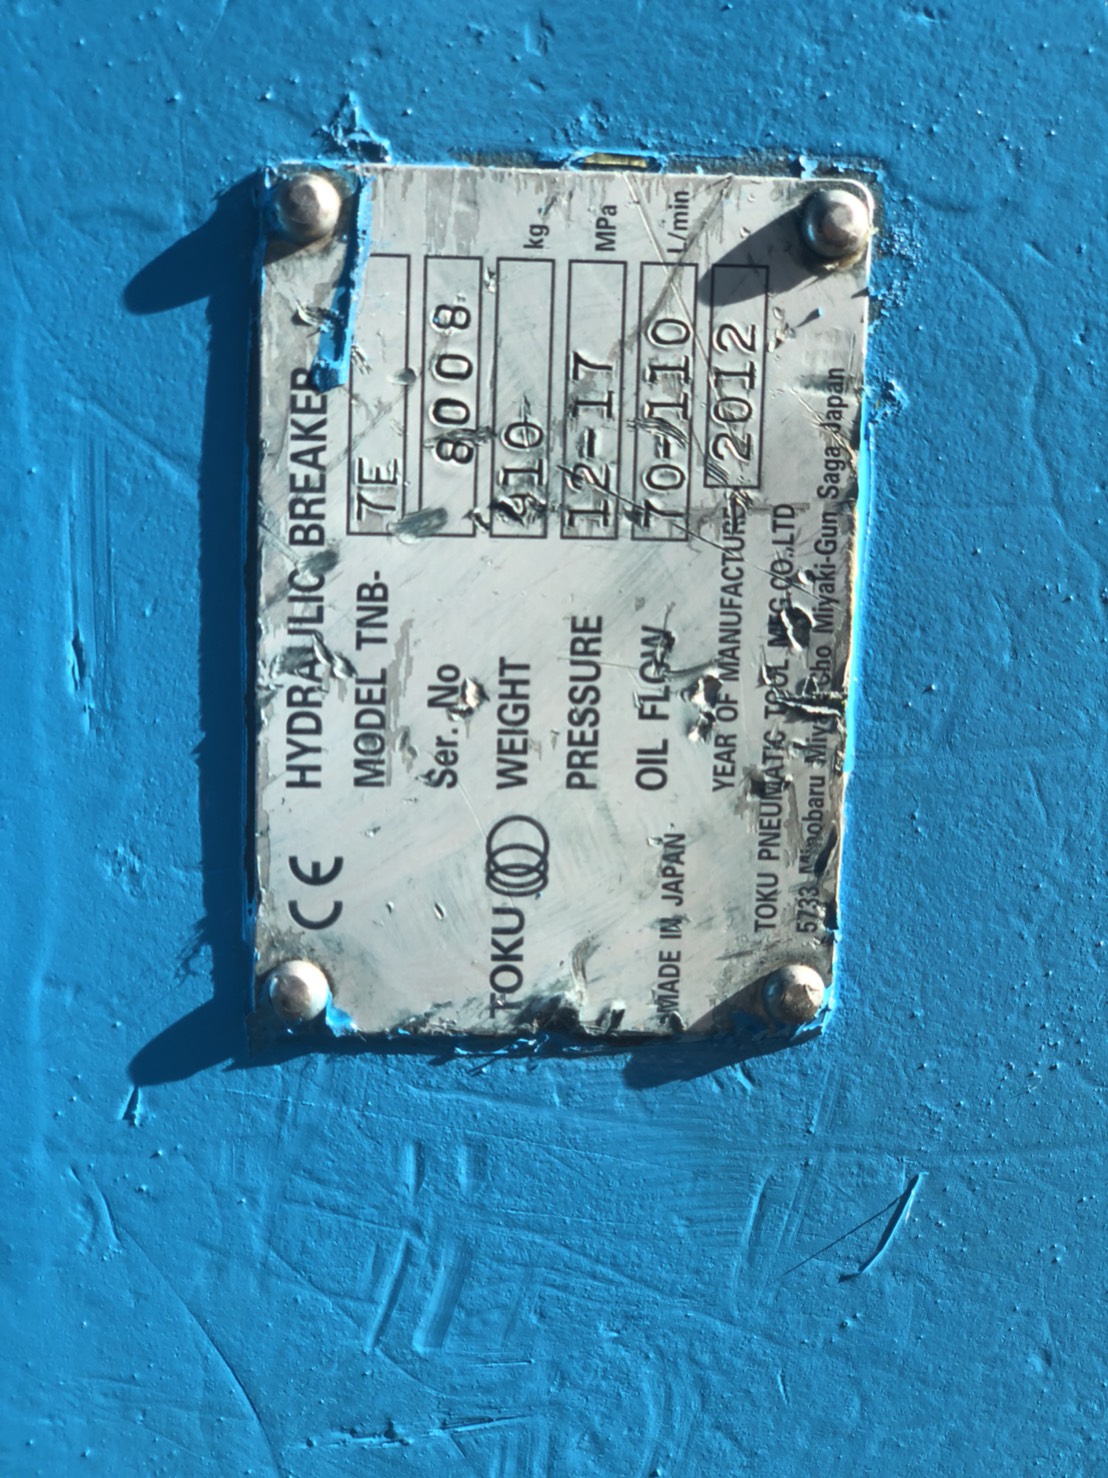 CE HYDRAULIC BREAKER
MODEL TNB- 7E
Ser. No 8008
TOKU WEIGHT kg
PRESSURE 12-17 MPa
OIL FLOW 70-110 L/min
MADE IN JAPAN
YEAR OF MANUFACTURE 2012
TOKU PNEUMATIC TOOL MFG.CO.,LTD
5733 Minobaru Miyaki-Gun Saga Japan